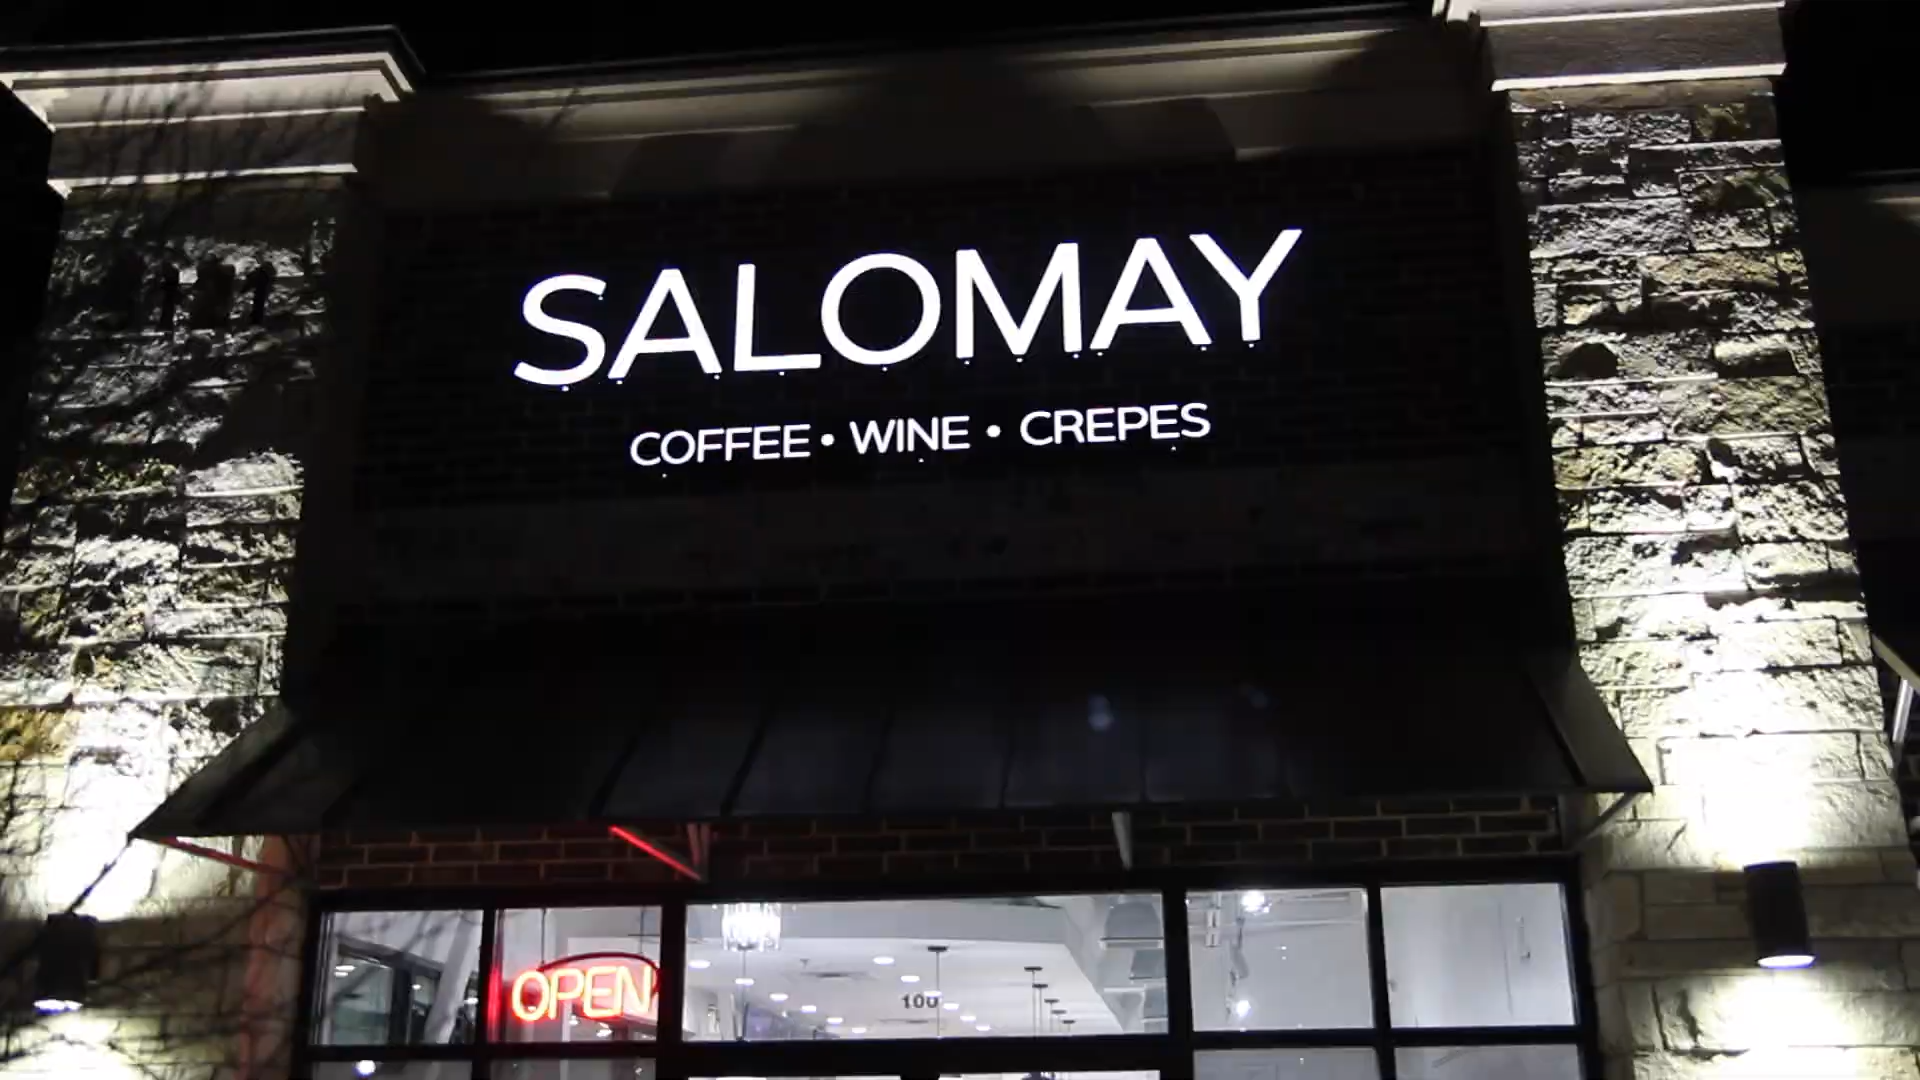 SALOMAY
COFFEE • WINE • CREPES
OPEN
100